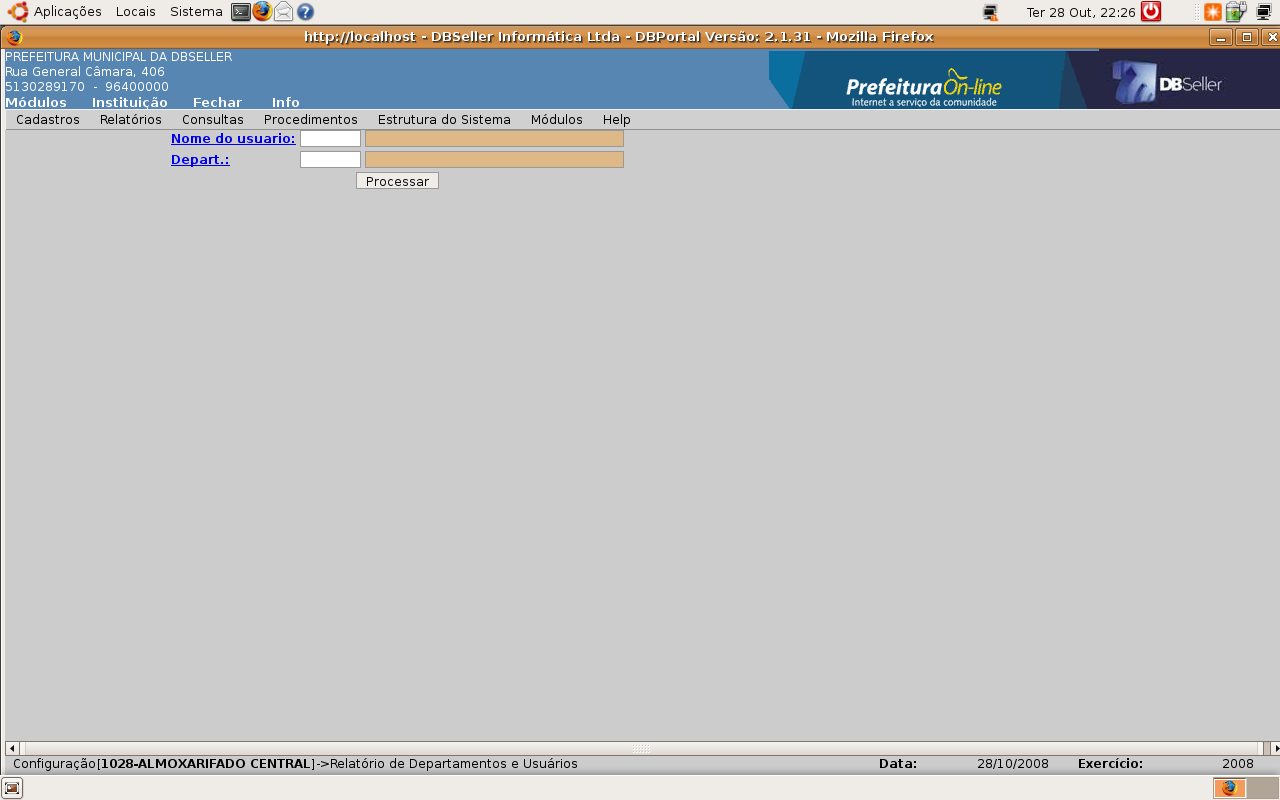 Aplicações Locais Sistema Ter 28 Out, 22:26
http://localhost - DBSeller Informática Ltda - DBPortal Versão: 2.1.31 - Mozilla Firefox
PREFEITURA MUNICIPAL DA DBSELLER
Rua General Câmara, 406
5130289170 - 96400000
Módulos Instituição Fechar Info
PrefeituraOn-line
Internet a serviço da comunidade
DBSeller
Cadastros Relatórios Consultas Procedimentos Estrutura do Sistema Módulos Help
Nome do usuario:
Depart.:
Processar
Configuração[1028-ALMOXARIFADO CENTRAL]->Relatório de Departamentos e Usuários Data: 28/10/2008 Exercício: 2008